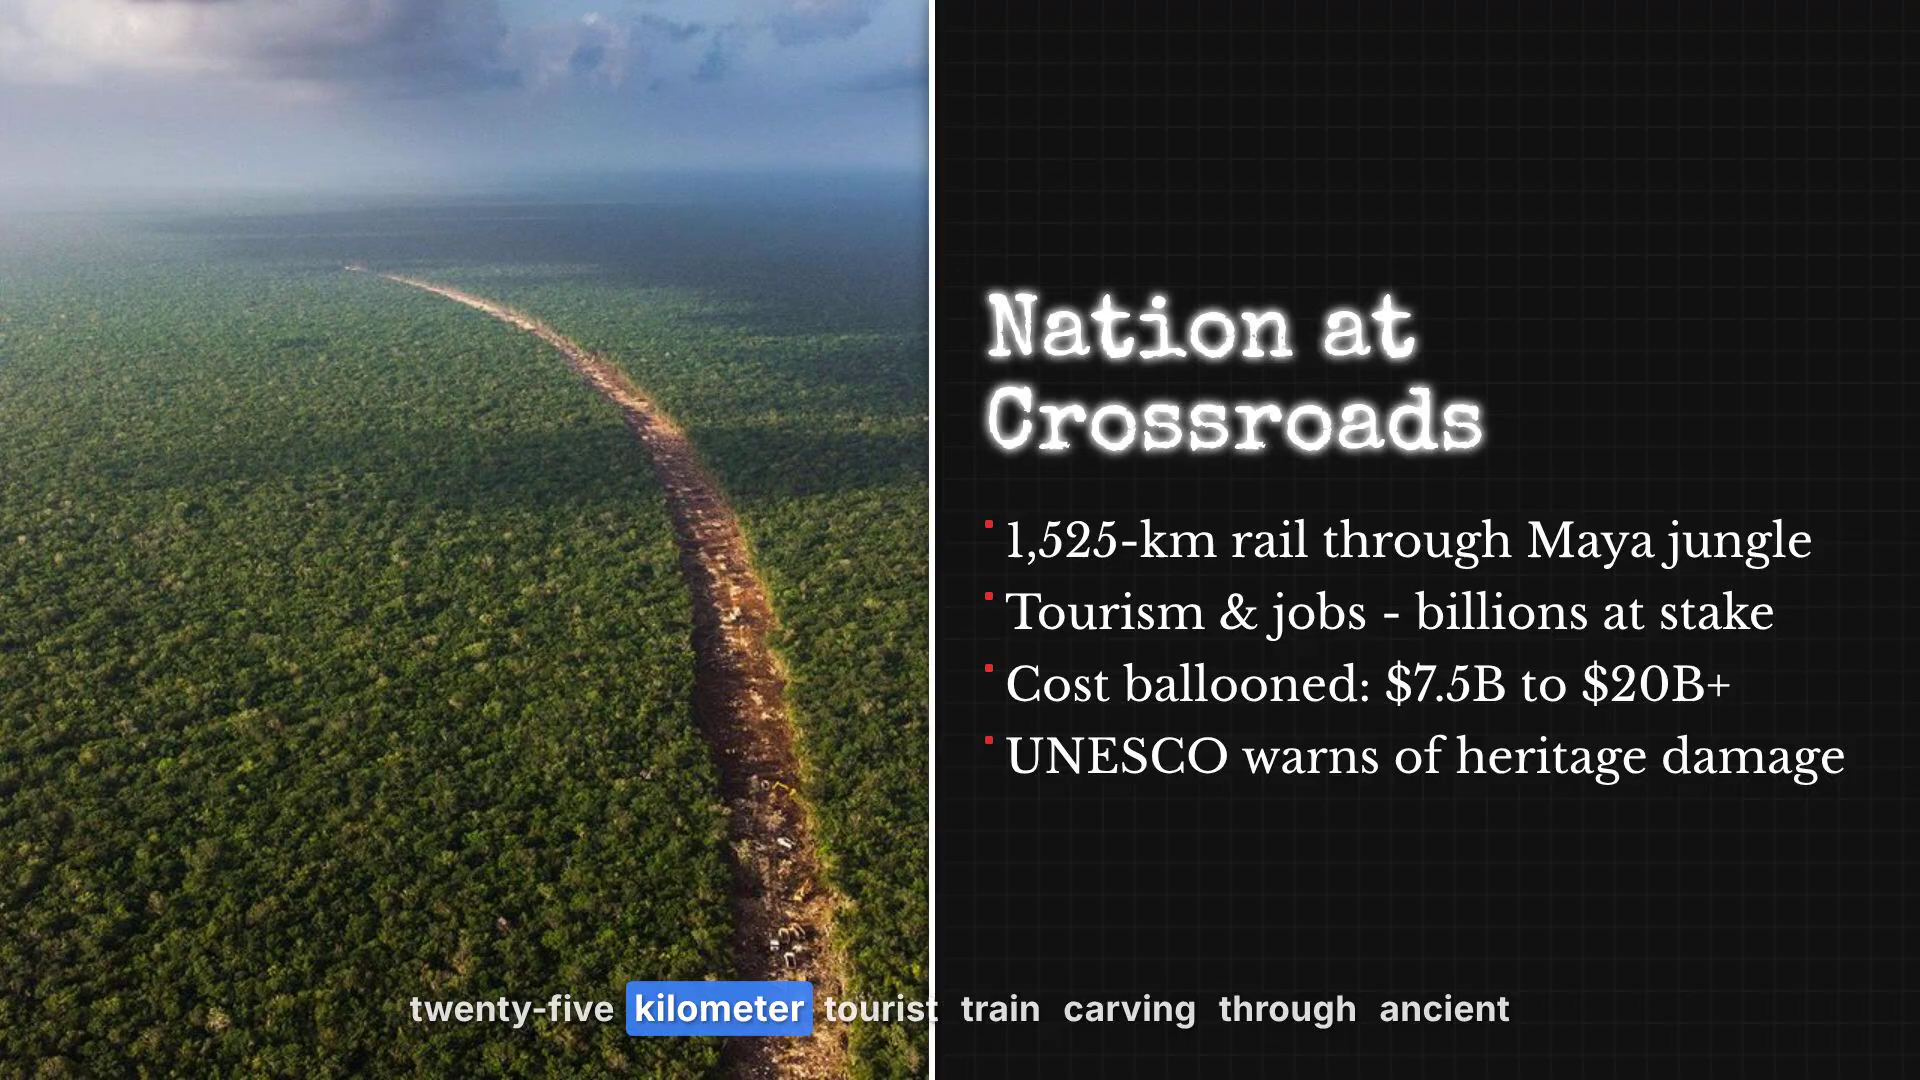 Nation at
Crossroads
1,525-km rail through Maya jungle
Tourism & jobs - billions at stake
Cost ballooned: $7.5B to $20B+
UNESCO warns of heritage damage
twenty-five kilometer tourist train carving through ancient